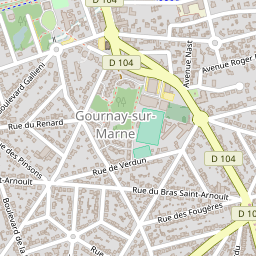 D 104
Avenue Nast
Avenue Roger
Boulevard Gallieni
Gournay-sur-
Marne
Rue du Renard
D 104
Rue des Pinsons
Rue de Verdun
St-Arnoult
Rue du Bras Saint-Arnoult
Rue des Fougères
D 104
Boulevard de la